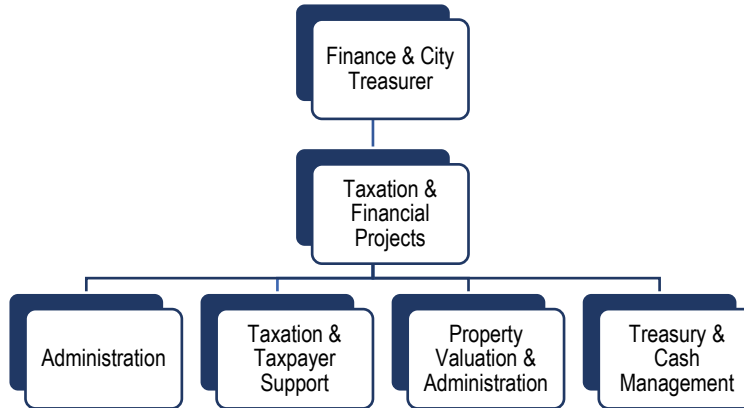 Finance & City
Treasurer
Taxation &
Financial
Projects
Administration
Taxation &
Taxpayer
Support
Property
Valuation &
Administration
Treasury &
Cash
Management